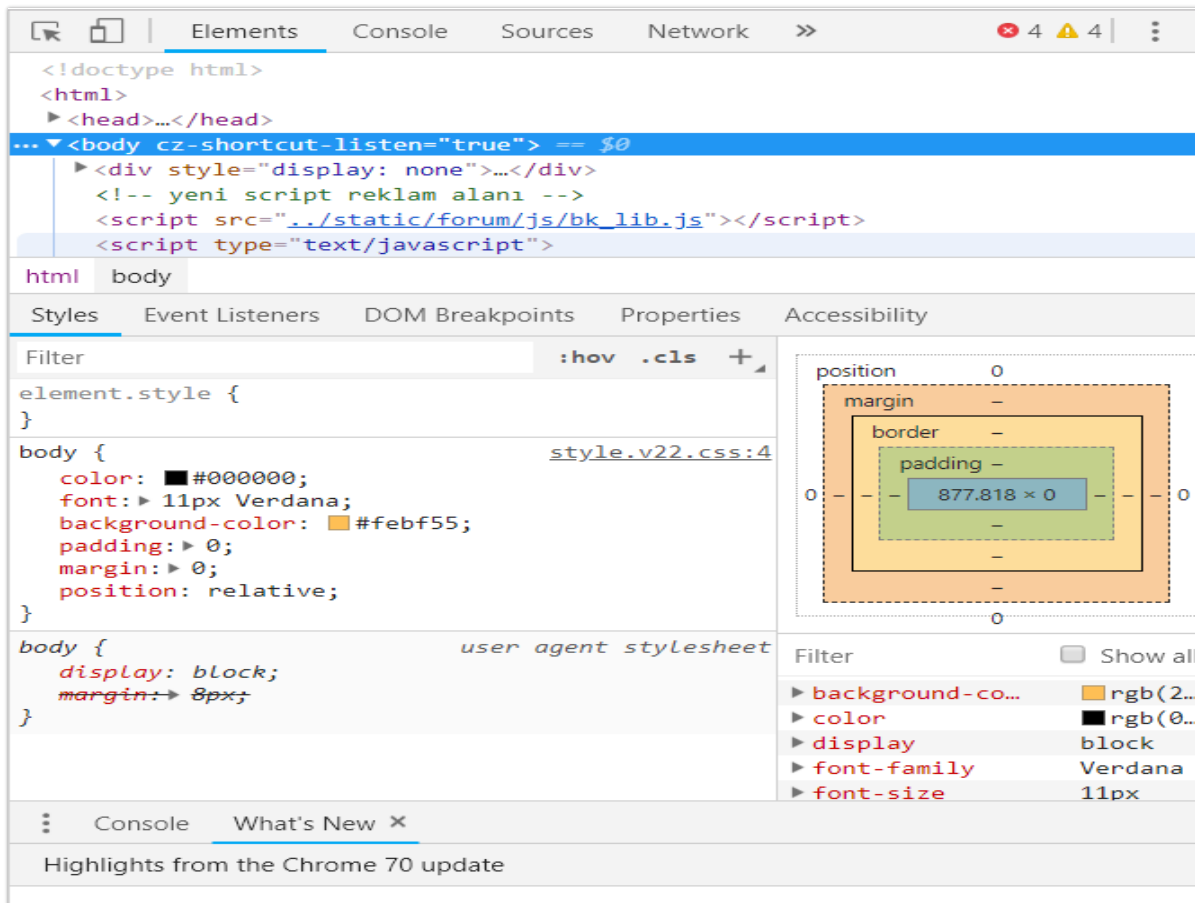 Elements Console Sources Network » 4 4
<!doctype html>
<html>
<head>…</head>
… <body cz-shortcut-listen="true"> == $0
<div style="display: none">…</div>
<!-- yeni script reklam alanı -->
<script src="../static/forum/js/bk_lib.js"></script>
<script type="text/javascript">
html body
Styles Event Listeners DOM Breakpoints Properties Accessibility
Filter :hov .cls +
element.style {
}
body { style.v22.css:4
color: #000000;
font: 11px Verdana;
background-color: #febf55;
padding: 0;
margin: 0;
position: relative;
}
body { user agent stylesheet
display: block;
margin: 8px;
}
position 0
margin –
border –
padding –
0 – – – 877.818 × 0 – – – 0
–
–
–
0
Filter Show all
background-co… rgb(2…
color rgb(0…
display block
font-family Verdana
font-size 11px
Console What's New ×
Highlights from the Chrome 70 update